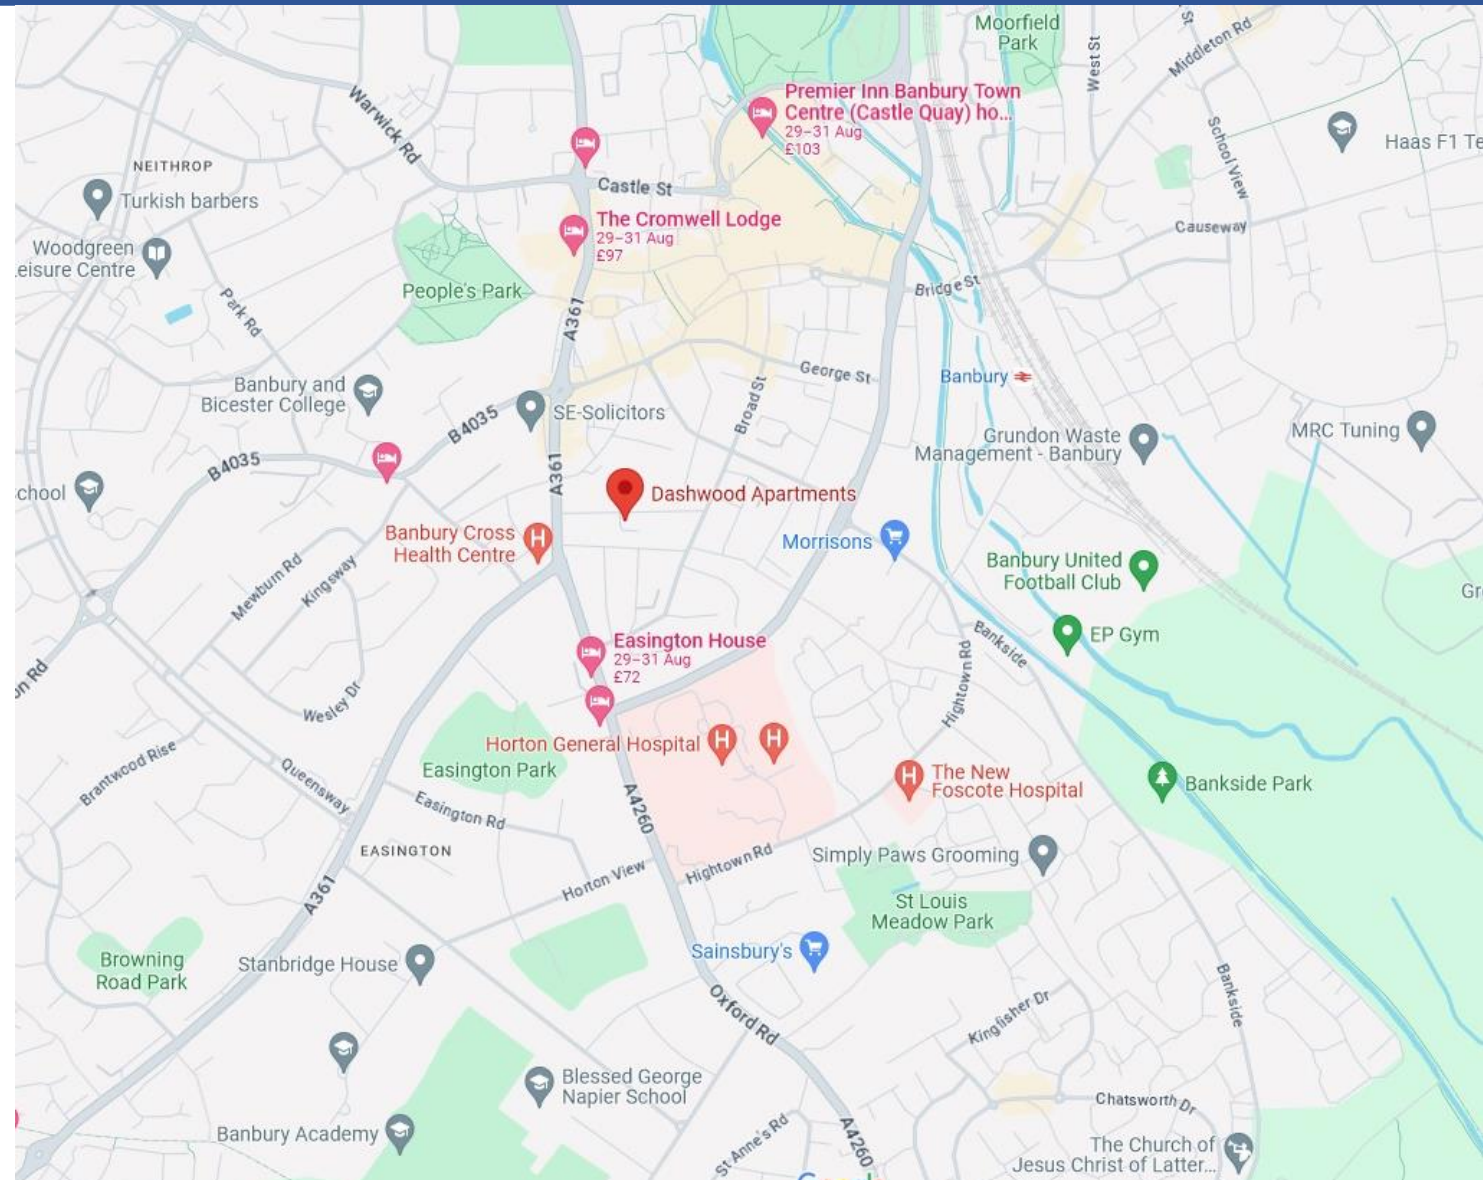 Moorfield
Park
St
Middleton Rd
West St
Premier Inn Banbury Town
Centre (Castle Quay) ho...
29–31 Aug
£103
Warwick Rd
School View
Haas F1 Te
NEITHROP
Turkish barbers
Castle St
The Cromwell Lodge
29–31 Aug
£97
Causeway
Woodgreen
eisure Centre
People's Park
Park Rd
A361
Bridge St
Banbury and
Bicester College
George St
Banbury
SE-Solicitors
Broad St
B4035
B4035
Grundon Waste
Management - Banbury
MRC Tuning
chool
A361
Dashwood Apartments
Banbury Cross
Health Centre
Morrisons
Banbury United
Football Club
Gr
Mewburn Rd
Kingsway
EP Gym
Bankside
Easington House
29–31 Aug
£72
Hightown Rd
on Rd
Wesley Dr
Horton General Hospital
Easington Park
Brantwood Rise
Queensway
The New
Foscote Hospital
Bankside Park
Easington Rd
A4260
EASINGTON
Simply Paws Grooming
Hightown Rd
Horton View
A361
St Louis
Meadow Park
Browning
Road Park
Stanbridge House
Sainsbury's
Oxford Rd
Kingfisher Dr
Bankside
Blessed George
Napier School
Chatsworth Dr
Banbury Academy
St Anne's Rd
A4260
The Church of
Jesus Christ of Latter...